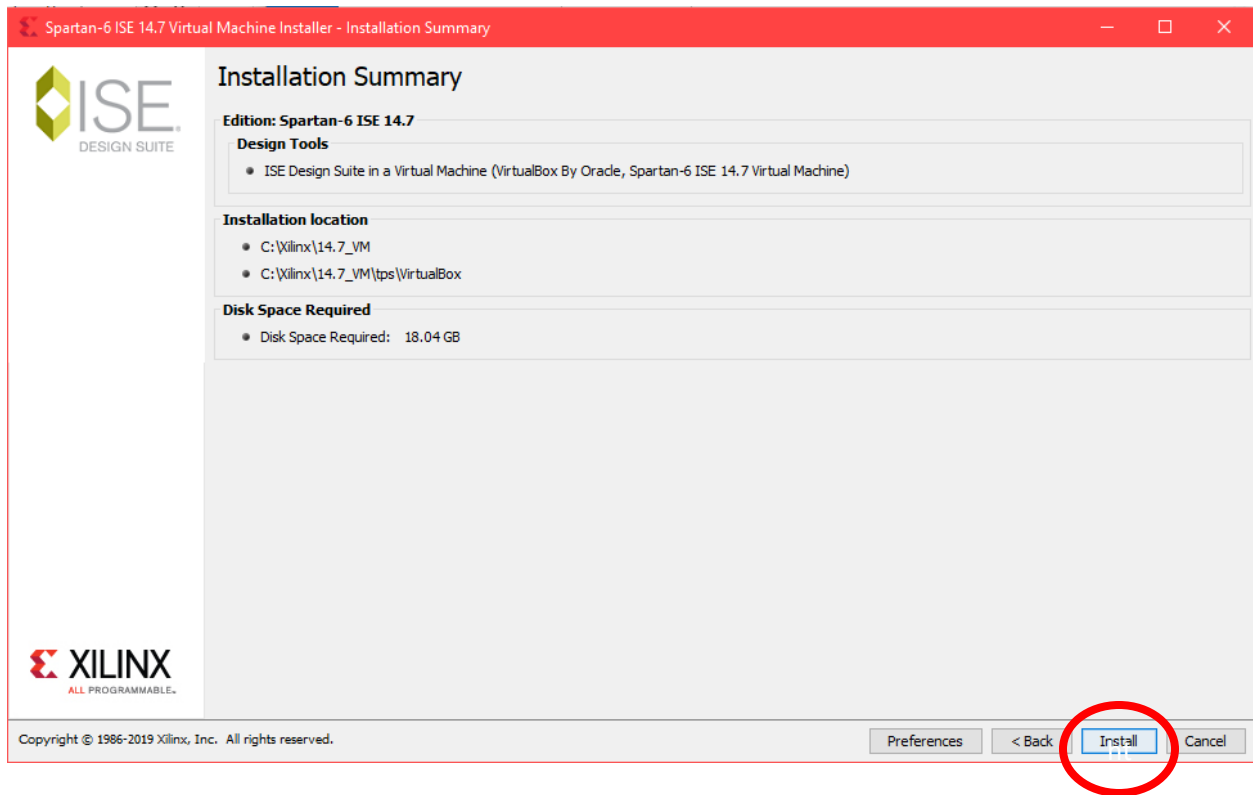 Spartan-6 ISE 14.7 Virtual Machine Installer - Installation Summary
ISE
DESIGN SUITE
Installation Summary
Edition: Spartan-6 ISE 14.7
Design Tools
ISE Design Suite in a Virtual Machine (VirtualBox By Oracle, Spartan-6 ISE 14.7 Virtual Machine)
Installation location
C:\Xilinx\14.7_VM
C:\Xilinx\14.7_VM\tps\VirtualBox
Disk Space Required
Disk Space Required: 18.04 GB
XILINX
ALL PROGRAMMABLE™
Copyright © 1986-2019 Xilinx, Inc. All rights reserved.
Preferences < Back Install Cancel